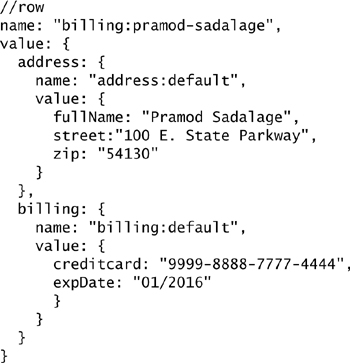 //row
name: "billing:pramod-sadalage",
value: {
  address: {
    name: "address:default",
    value: {
      fullName: "Pramod Sadalage",
      street:"100 E. State Parkway",
      zip: "54130"
    }
  },
  billing: {
    name: "billing:default",
    value: {
      creditcard: "9999-8888-7777-4444",
      expDate: "01/2016"
      }
    }
  }
}